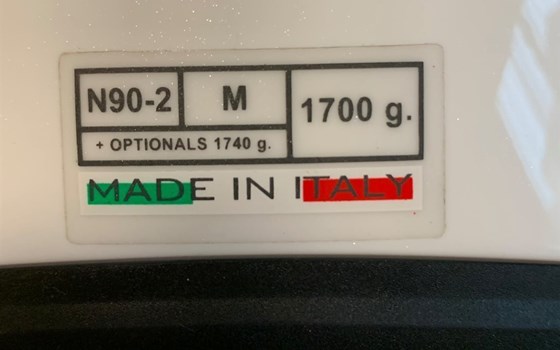 N90-2 M 1700 g.
+ OPTIONALS 1740 g.
MADE IN ITALY